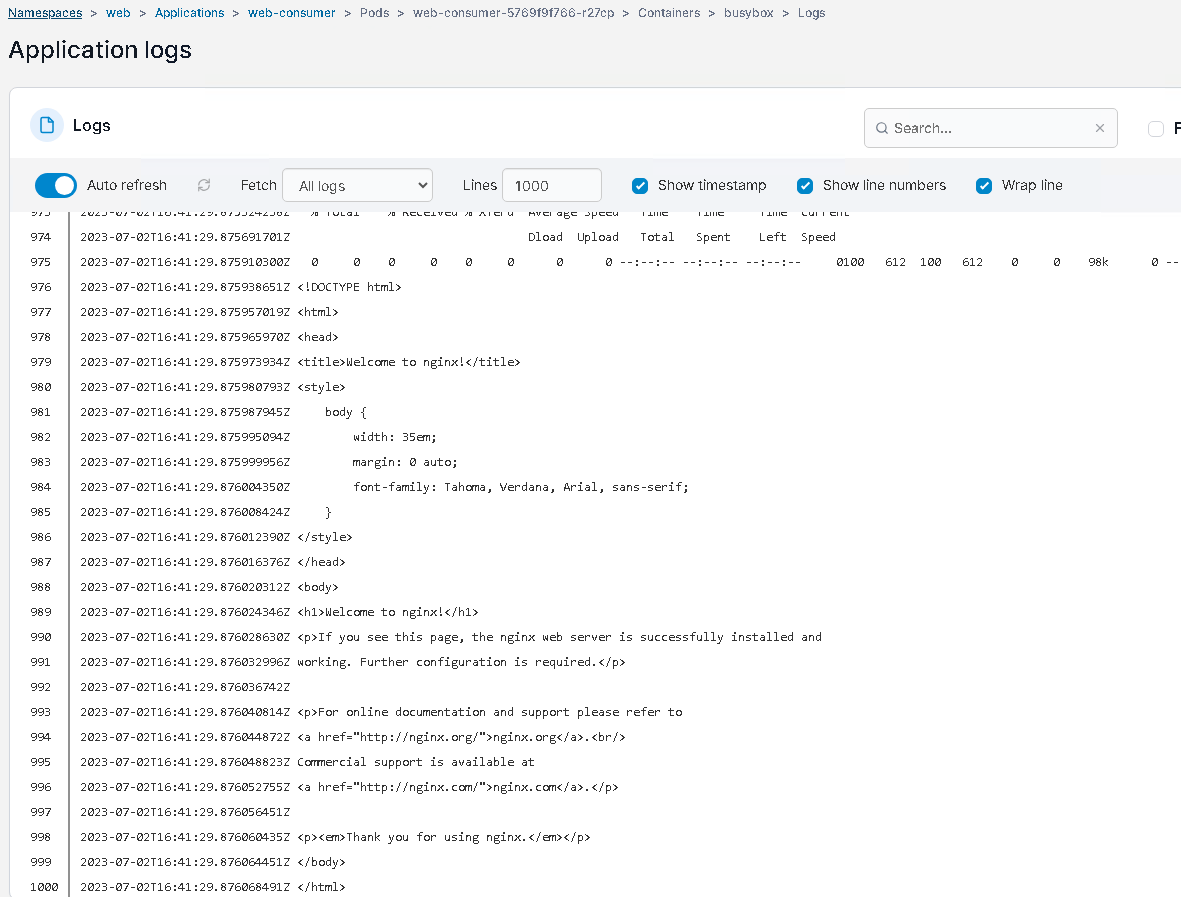 Namespaces > web > Applications > web-consumer > Pods > web-consumer-5769f9f766-r27cp > Containers > busybox > Logs
Application logs
Logs
Search...
Auto refresh Fetch All logs Lines 1000 Show timestamp Show line numbers Wrap line
973 % Total % Received % Xferd Average Speed Time Time Time Current
974 2023-07-02T16:41:29.875691701Z Dload Upload Total Spent Left Speed
975 2023-07-02T16:41:29.875910300Z 0 0 0 0 0 0 0 0 --:--:-- --:--:-- --:--:-- 0100 612 100 612 0 0 98k 0 --
976 2023-07-02T16:41:29.875938651Z <!DOCTYPE html>
977 2023-07-02T16:41:29.875957019Z <html>
978 2023-07-02T16:41:29.875965970Z <head>
979 2023-07-02T16:41:29.875973934Z <title>Welcome to nginx!</title>
980 2023-07-02T16:41:29.875980793Z <style>
981 2023-07-02T16:41:29.875987945Z body {
982 2023-07-02T16:41:29.875995094Z width: 35em;
983 2023-07-02T16:41:29.875999956Z margin: 0 auto;
984 2023-07-02T16:41:29.876004350Z font-family: Tahoma, Verdana, Arial, sans-serif;
985 2023-07-02T16:41:29.876008424Z }
986 2023-07-02T16:41:29.876012390Z </style>
987 2023-07-02T16:41:29.876016376Z </head>
988 2023-07-02T16:41:29.876020312Z <body>
989 2023-07-02T16:41:29.876024346Z <h1>Welcome to nginx!</h1>
990 2023-07-02T16:41:29.876028630Z <p>If you see this page, the nginx web server is successfully installed and
991 2023-07-02T16:41:29.876032996Z working. Further configuration is required.</p>
992 2023-07-02T16:41:29.876036742Z
993 2023-07-02T16:41:29.876040814Z <p>For online documentation and support please refer to
994 2023-07-02T16:41:29.876044872Z <a href="http://nginx.org/">nginx.org</a>.<br/>
995 2023-07-02T16:41:29.876048823Z Commercial support is available at
996 2023-07-02T16:41:29.876052755Z <a href="http://nginx.com/">nginx.com</a>.</p>
997 2023-07-02T16:41:29.876056451Z
998 2023-07-02T16:41:29.876060435Z <p><em>Thank you for using nginx.</em></p>
999 2023-07-02T16:41:29.876064451Z </body>
1000 2023-07-02T16:41:29.876068491Z </html>